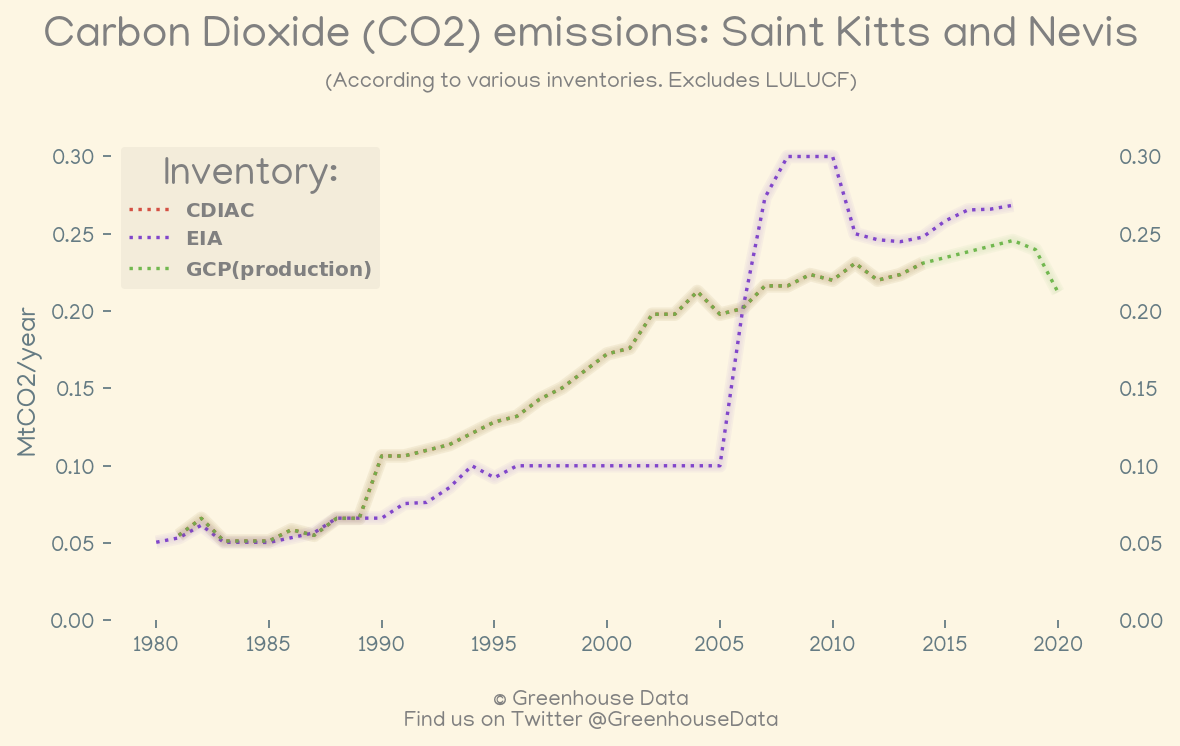 Carbon Dioxide (CO2) emissions: Saint Kitts and Nevis
(According to various inventories. Excludes LULUCF)
Inventory:
CDIAC
EIA
GCP(production)
MtCO2/year
0.30 0.30
0.25 0.25
0.20 0.20
0.15 0.15
0.10 0.10
0.05 0.05
0.00 0.00
1980 1985 1990 1995 2000 2005 2010 2015 2020
© Greenhouse Data
Find us on Twitter @GreenhouseData